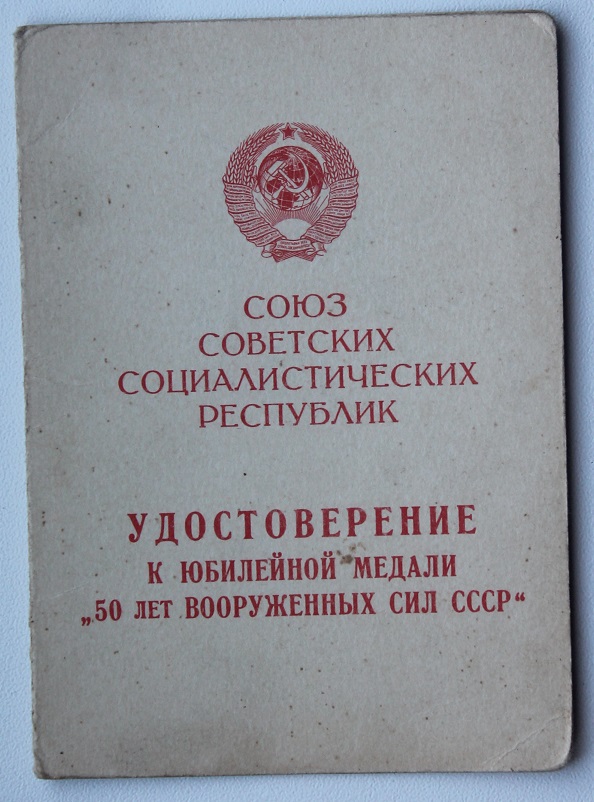 СОЮЗ
СОВЕТСКИХ
СОЦИАЛИСТИЧЕСКИХ
РЕСПУБЛИК
УДОСТОВЕРЕНИЕ
К ЮБИЛЕЙНОЙ МЕДАЛИ
„50 ЛЕТ ВООРУЖЕННЫХ СИЛ СССР“